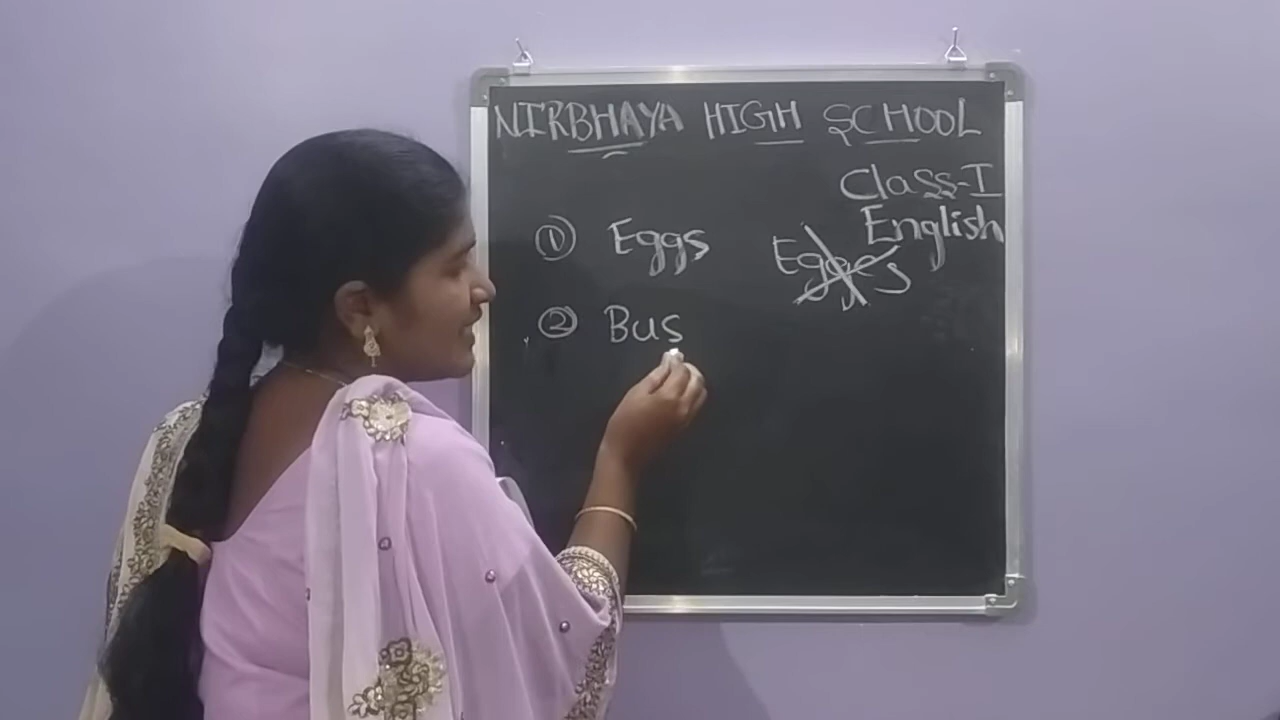 NIRBHAYA HIGH SCHOOL
Class-I
English
① Eggs
② Bus